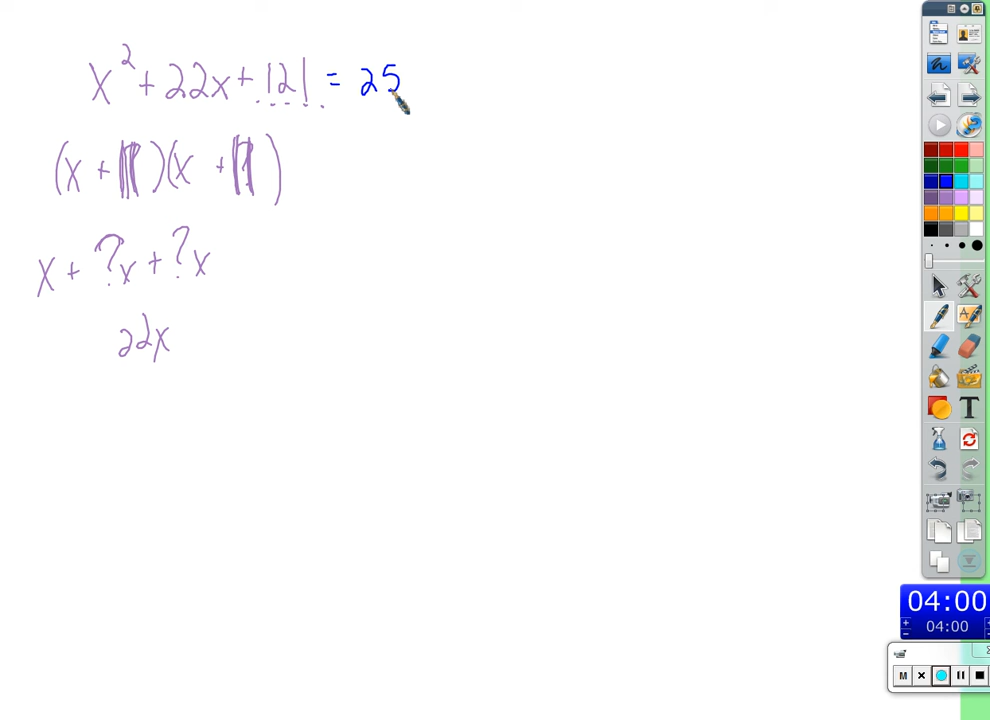 x² + 22x + 121 = 25
(x + 11)(x + 11)
x + ?x + ?x
22x
04:00
04:00
M